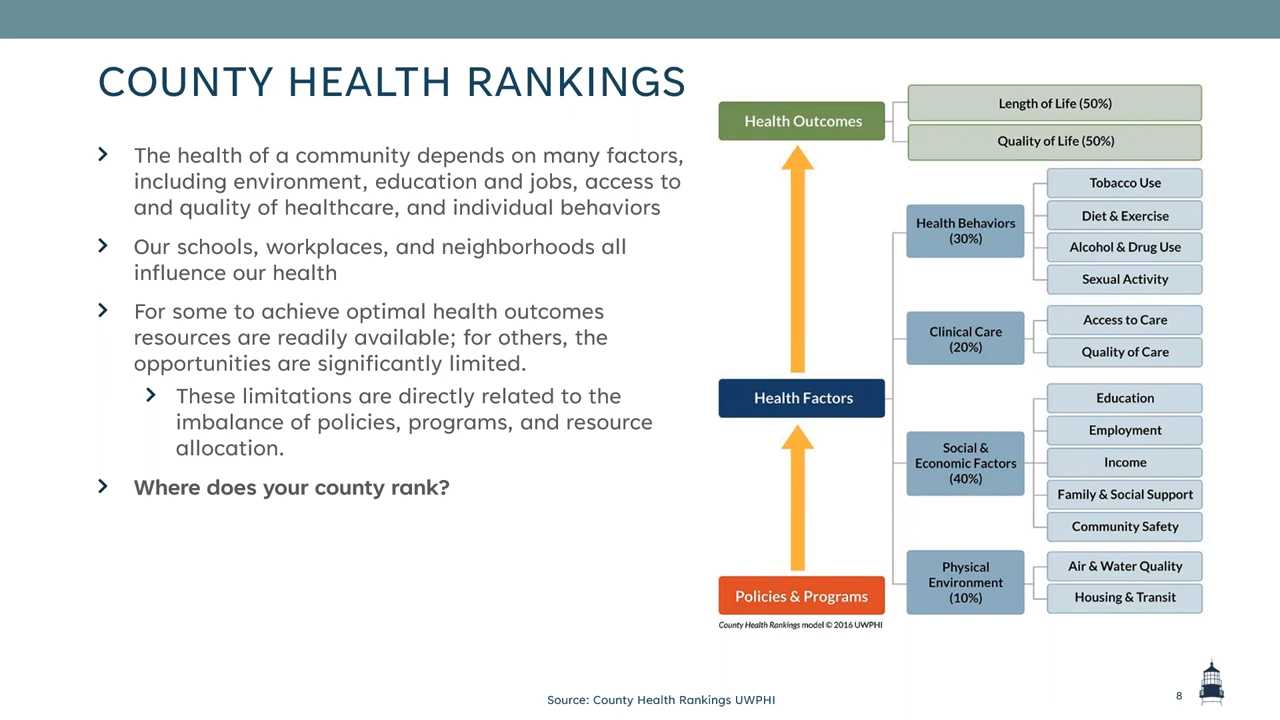 COUNTY HEALTH RANKINGS
The health of a community depends on many factors,
including environment, education and jobs, access to
and quality of healthcare, and individual behaviors
Our schools, workplaces, and neighborhoods all
influence our health
For some to achieve optimal health outcomes
resources are readily available; for others, the
opportunities are significantly limited.
These limitations are directly related to the
imbalance of policies, programs, and resource
allocation.
Where does your county rank?
Health Outcomes
Length of Life (50%)
Quality of Life (50%)
Health Factors
Health Behaviors
(30%)
Tobacco Use
Diet & Exercise
Alcohol & Drug Use
Sexual Activity
Clinical Care
(20%)
Access to Care
Quality of Care
Social &
Economic Factors
(40%)
Education
Employment
Income
Family & Social Support
Community Safety
Physical
Environment
(10%)
Air & Water Quality
Housing & Transit
Policies & Programs
County Health Rankings model © 2016 UWPHI
Source: County Health Rankings UWPHI
8